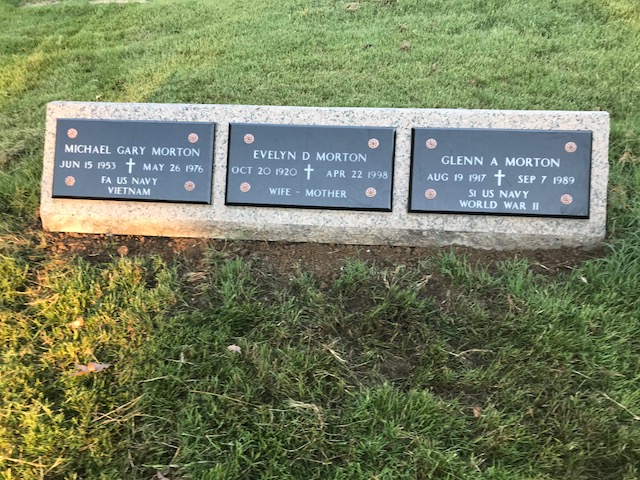 MICHAEL GARY MORTON
JUN 15 1953 ✝ MAY 26 1976
FA US NAVY
VIETNAM
EVELYN D MORTON
OCT 20 1920 ✝ APR 22 1998
WIFE - MOTHER
GLENN A MORTON
AUG 19 1917 ✝ SEP 7 1989
S1 US NAVY
WORLD WAR II